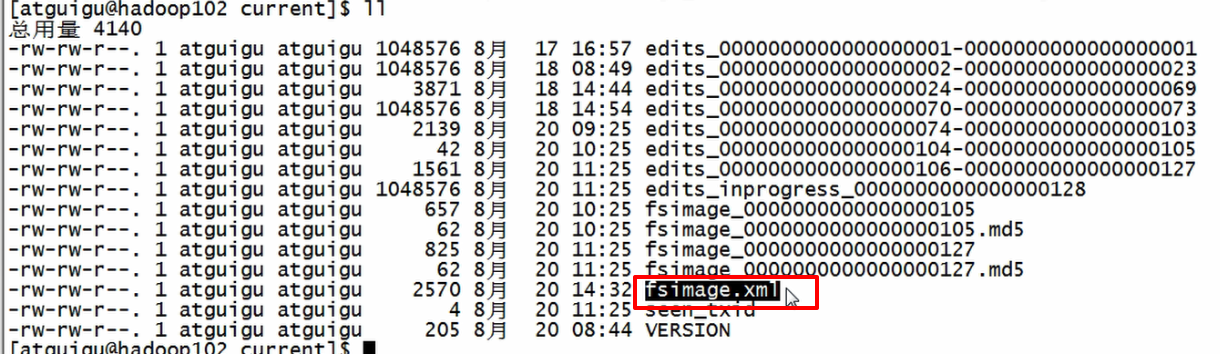 [atguigu@hadoop102 current]$ ll
总用量 4140
-rw-rw-r--. 1 atguigu atguigu 1048576 8月  17 16:57 edits_0000000000000000001-0000000000000000001
-rw-rw-r--. 1 atguigu atguigu 1048576 8月  18 08:49 edits_0000000000000000002-0000000000000000023
-rw-rw-r--. 1 atguigu atguigu    3871 8月  18 14:44 edits_0000000000000000024-0000000000000000069
-rw-rw-r--. 1 atguigu atguigu 1048576 8月  18 14:54 edits_0000000000000000070-0000000000000000073
-rw-rw-r--. 1 atguigu atguigu    2139 8月  20 09:25 edits_0000000000000000074-0000000000000000103
-rw-rw-r--. 1 atguigu atguigu      42 8月  20 10:25 edits_0000000000000000104-0000000000000000105
-rw-rw-r--. 1 atguigu atguigu    1561 8月  20 11:25 edits_0000000000000000106-0000000000000000127
-rw-rw-r--. 1 atguigu atguigu 1048576 8月  20 11:25 edits_inprogress_0000000000000000128
-rw-rw-r--. 1 atguigu atguigu     657 8月  20 10:25 fsimage_0000000000000000105
-rw-rw-r--. 1 atguigu atguigu      62 8月  20 10:25 fsimage_0000000000000000105.md5
-rw-rw-r--. 1 atguigu atguigu     825 8月  20 11:25 fsimage_0000000000000000127
-rw-rw-r--. 1 atguigu atguigu      62 8月  20 11:25 fsimage_0000000000000000127.md5
-rw-rw-r--. 1 atguigu atguigu    2570 8月  20 14:32 fsimage.xml
-rw-rw-r--. 1 atguigu atguigu       4 8月  20 11:25 seen_txid
-rw-rw-r--. 1 atguigu atguigu     205 8月  20 08:44 VERSION
[atguigu@hadoop102 current]$